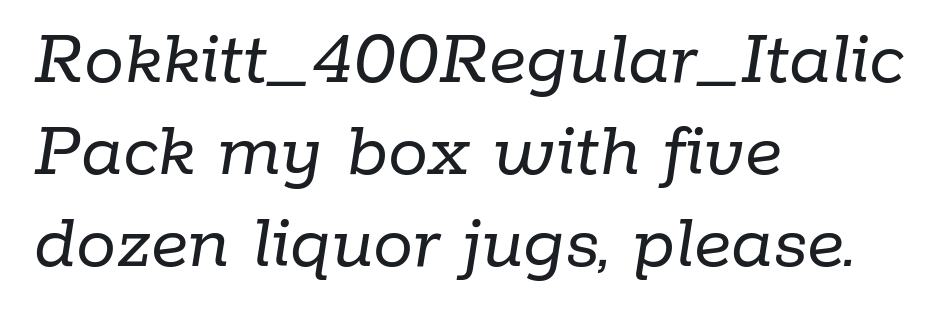 Rokkitt_400Regular_Italic
Pack my box with five
dozen liquor jugs, please.